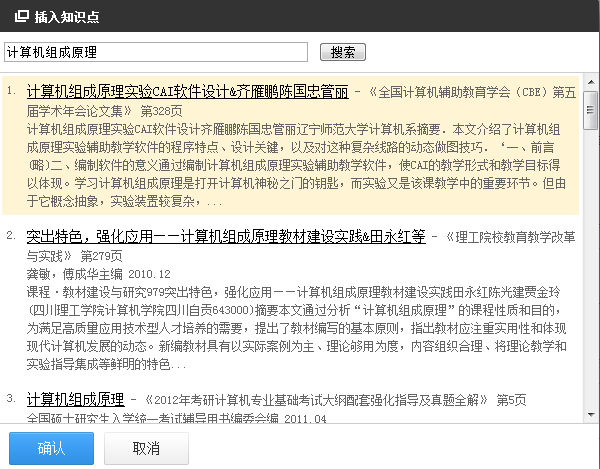 插入知识点
计算机组成原理 搜索
1. 计算机组成原理实验CAI软件设计&齐雁鹏陈国忠管丽 - 《全国计算机辅助教育学会（CBE）第五
届学术年会论文集》 第328页
计算机组成原理实验CAI软件设计齐雁鹏陈国忠管丽辽宁师范大学计算机系摘要．本文介绍了计算机组
成原理实验辅助教学软件的程序特点、设计关键，以及对这种复杂线路的动态做图技巧．‘一、前言
(略)二、编制软件的意义通过编制计算机组成原理实验辅助教学软件，使CAI的教学形式和教学目标得
以体现。学习计算机组成原理是打开计算机神秘之门的钥匙，而实验又是该课教学中的重要环节。但由
于它概念抽象，实验装置较复杂，...
2. 突出特色，强化应用——计算机组成原理教材建设实践&田永红等 - 《理工院校教育教学改革
与实践》 第279页
龚敏，傅成华主编 2010.12
课程·教材建设与研究979突出特色，强化应用——计算机组成原理教材建设实践田永红陈光建贾金玲
(四川理工学院计算机学院四川自贡643000)摘要本文通过分析“计算机组成原理”的课程性质和目的，
为满足高质量应用技术型人才培养的需要，提出了教材编写的基本原则，指出教材应注重实用性和体现
现代计算机发展的动态。新编教材具有以实际案例为主、理论够用为度，内容组织合理、将理论教学和
实验指导集成等鲜明的特色...
3. 计算机组成原理 - 《2012年考研计算机专业基础考试大纲配套强化指导及真题全解》 第5页
全国硕士研究生入学统一考试辅导用书编委会编 2011.04
确认 取消